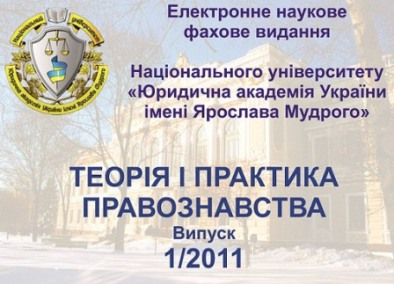 Електронне наукове
фахове видання
Національного університету
«Юридична академія України
імені Ярослава Мудрого»
ТЕОРІЯ І ПРАКТИКА
ПРАВОЗНАВСТВА
Випуск
1/2011